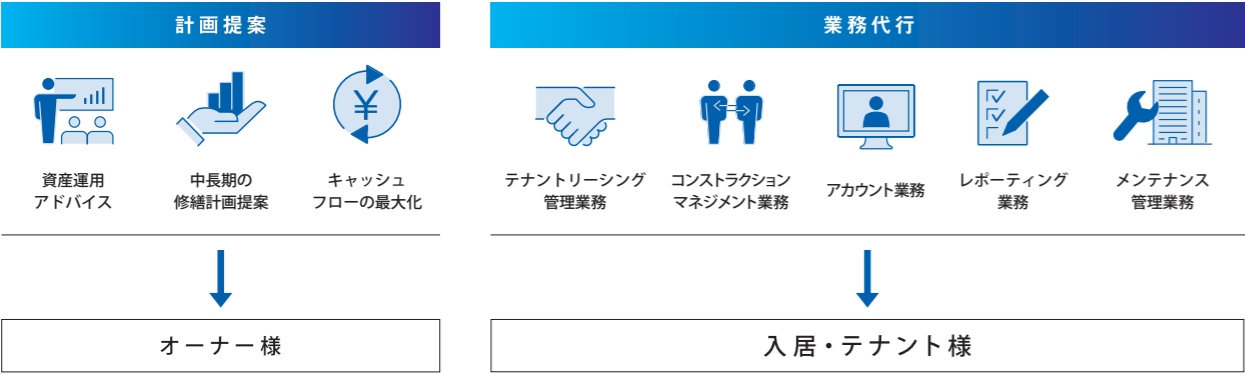 計画提案
資産運用
アドバイス
中長期の
修繕計画提案
¥
キャッシュ
フローの最大化
オーナー様
業務代行
テナントリーシング
管理業務
コンストラクション
マネジメント業務
アカウント業務
レポーティング
業務
メンテナンス
管理業務
入居・テナント様